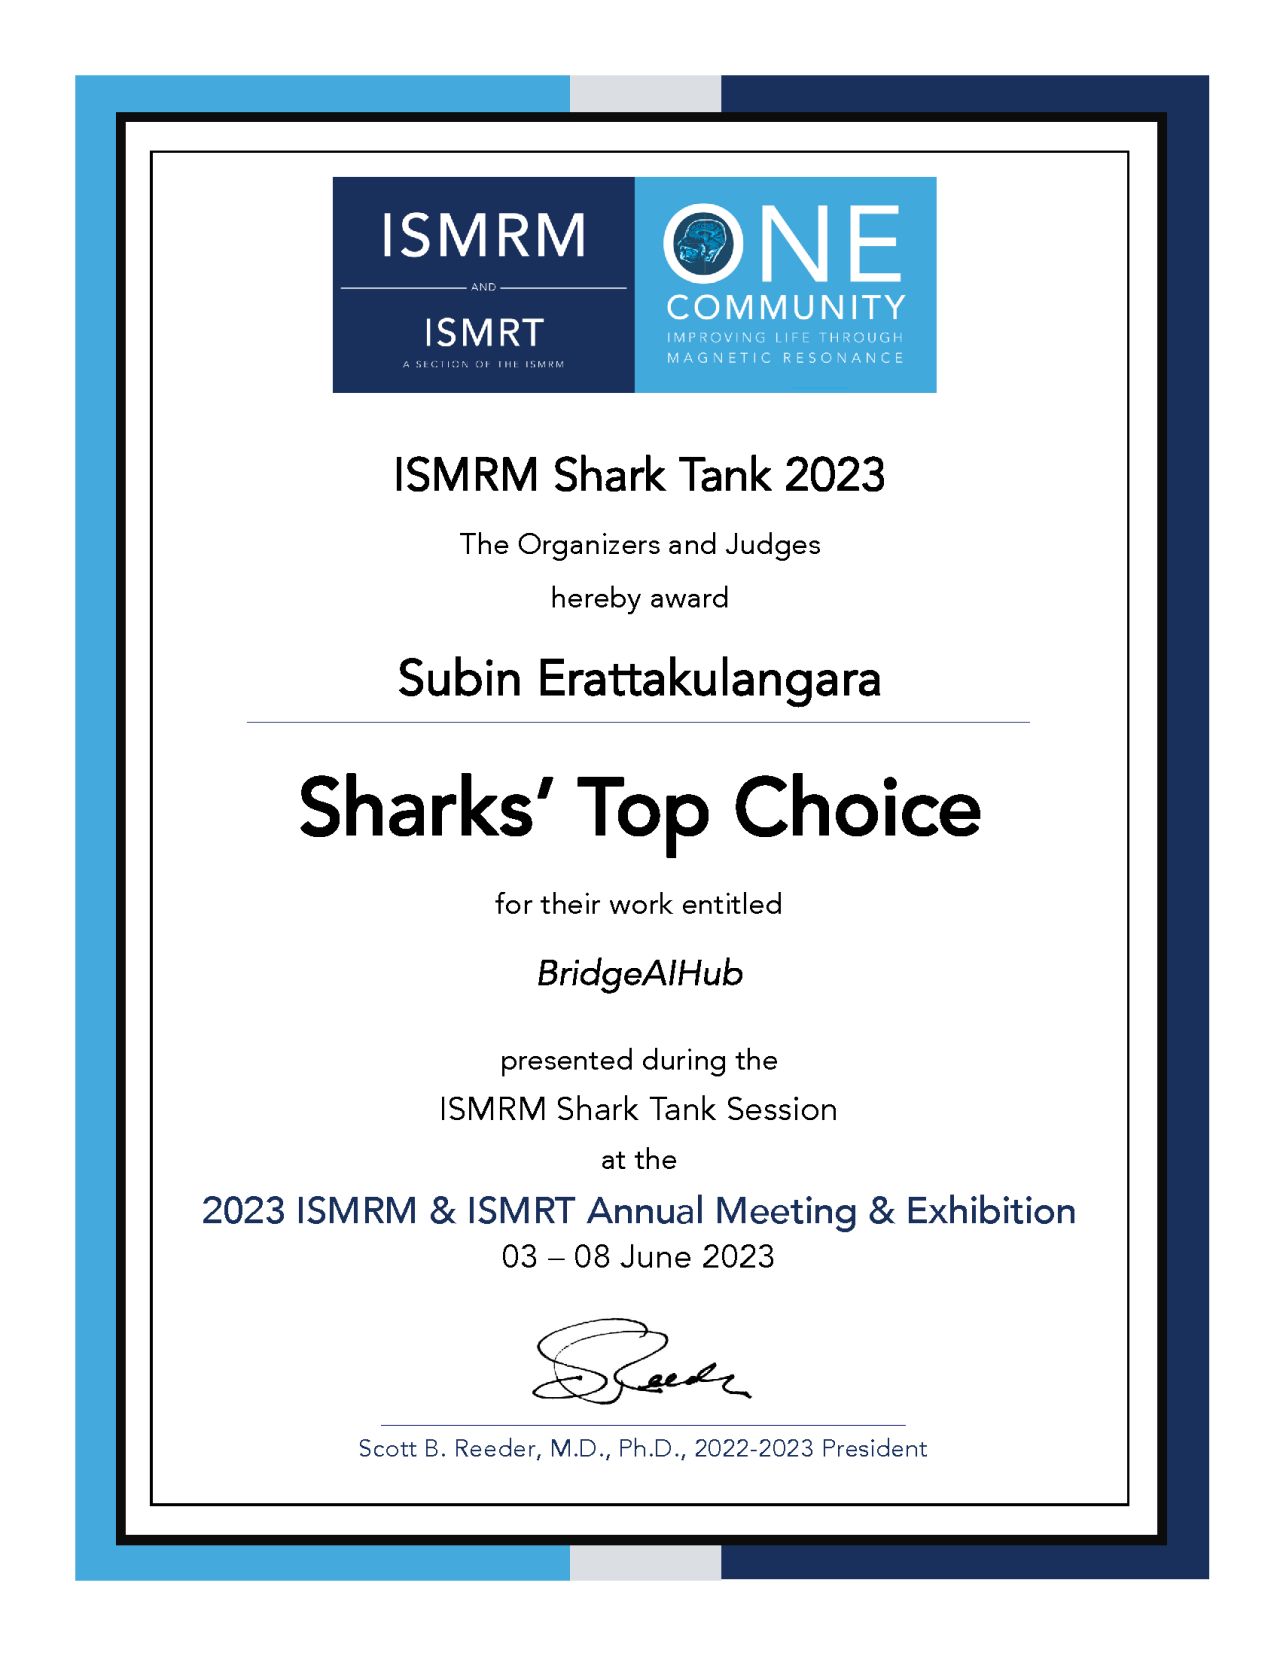 ISMRM
AND
ISMRT
A SECTION OF THE ISMRM
ONE
COMMUNITY
IMPROVING LIFE THROUGH
MAGNETIC RESONANCE
ISMRM Shark Tank 2023
The Organizers and Judges
hereby award
Subin Erattakulangara
Sharks’ Top Choice
for their work entitled
BridgeAIHub
presented during the
ISMRM Shark Tank Session
at the
2023 ISMRM & ISMRT Annual Meeting & Exhibition
03 – 08 June 2023
SReeder
Scott B. Reeder, M.D., Ph.D., 2022-2023 President